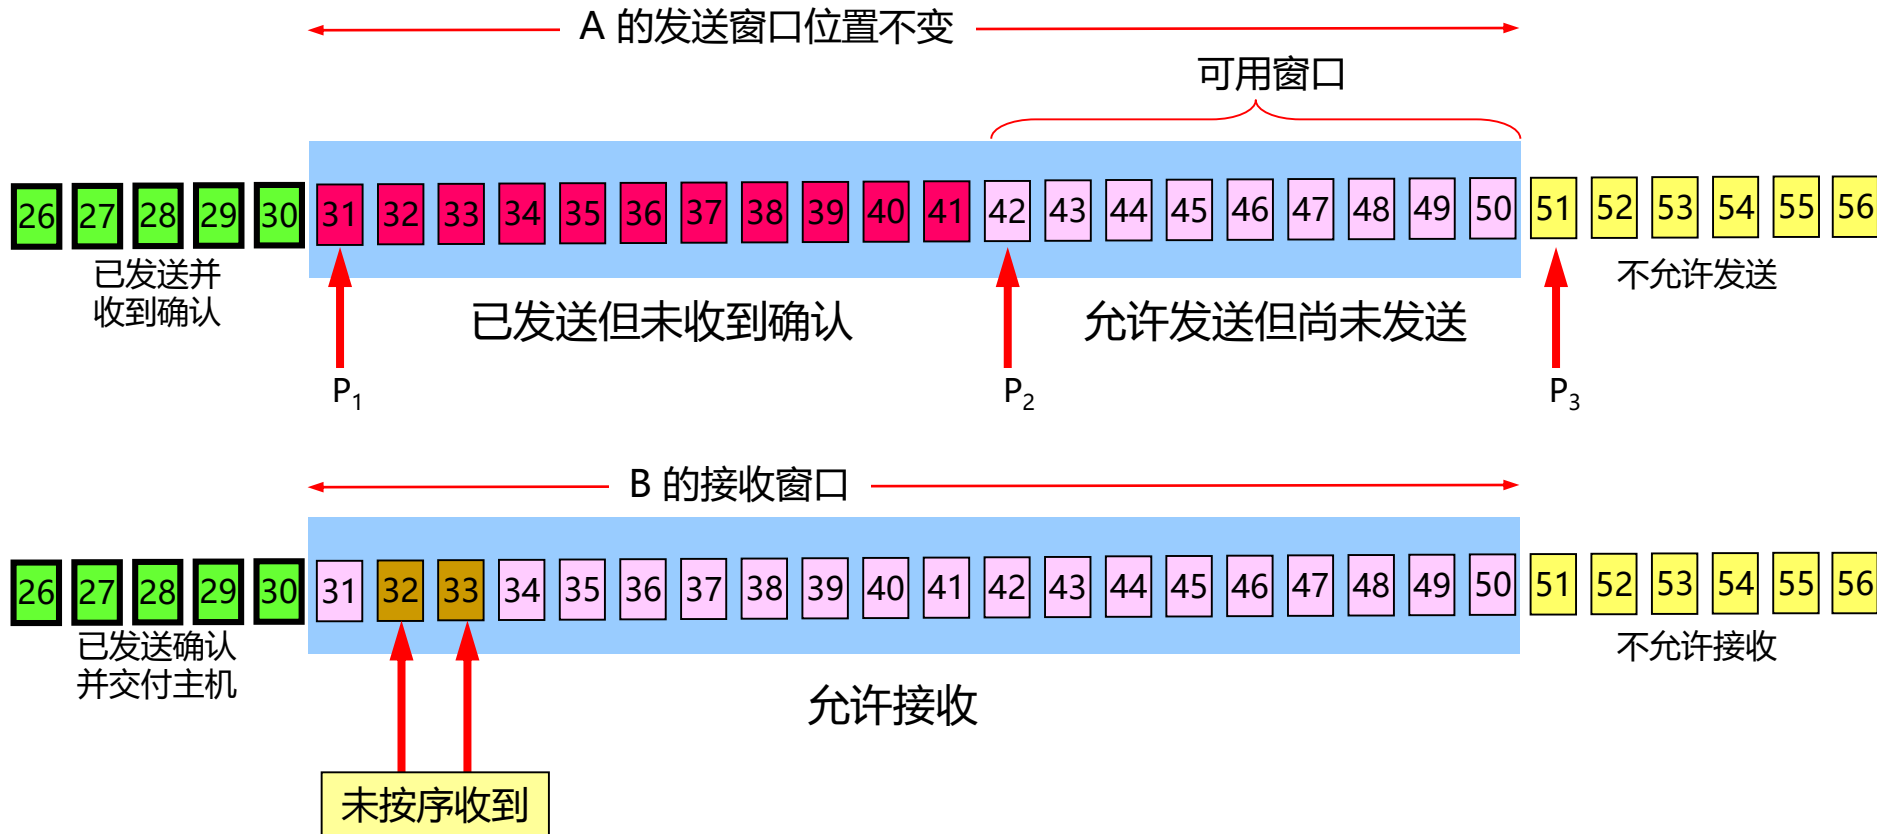 A 的发送窗口位置不变
可用窗口
26 27 28 29 30 31 32 33 34 35 36 37 38 39 40 41 42 43 44 45 46 47 48 49 50 51 52 53 54 55 56
已发送并
收到确认
已发送但未收到确认
允许发送但尚未发送
不允许发送
P1
P2
P3
B 的接收窗口
26 27 28 29 30 31 32 33 34 35 36 37 38 39 40 41 42 43 44 45 46 47 48 49 50 51 52 53 54 55 56
已发送确认
并交付主机
允许接收
不允许接收
未按序收到